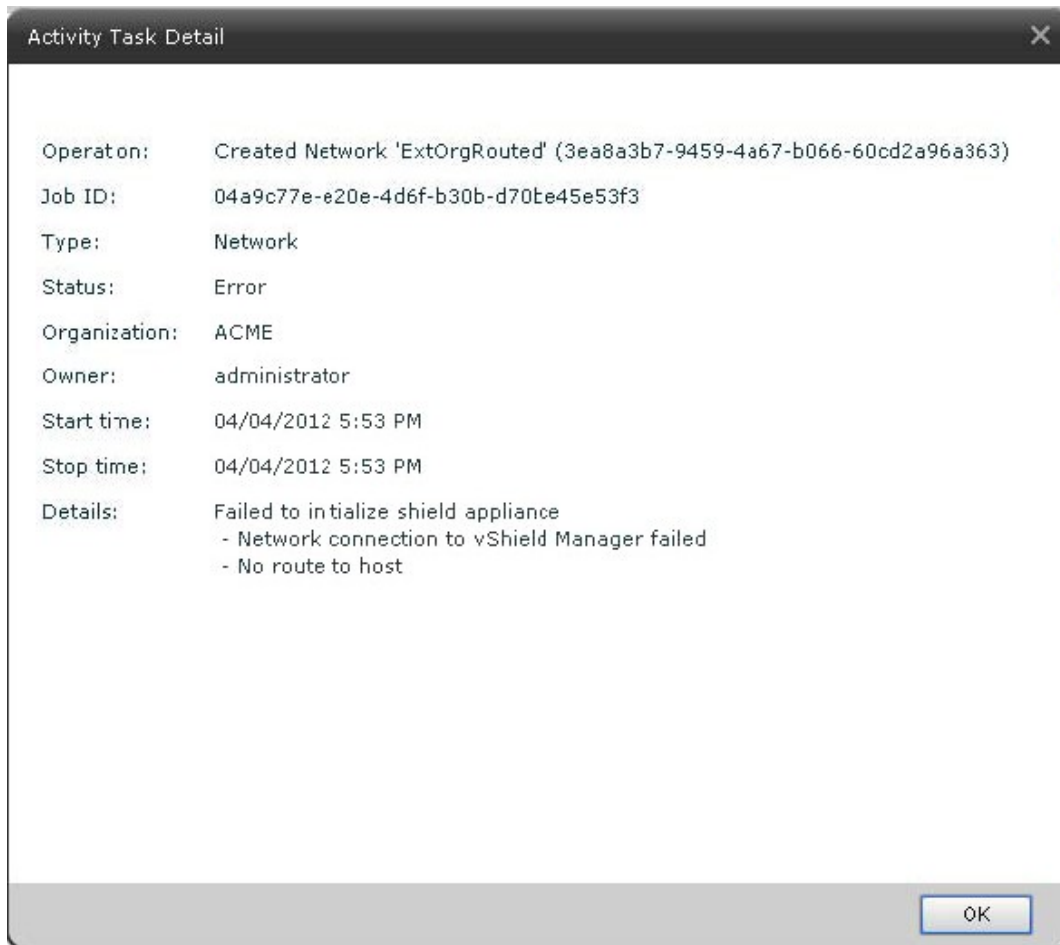 Activity Task Detail
Operation: Created Network 'ExtOrgRouted' (3ea8a3b7-9459-4a67-b066-60cd2a96a363)
Job ID: 04a9c77e-e20e-4d6f-b30b-d70be45e53f3
Type: Network
Status: Error
Organization: ACME
Owner: administrator
Start time: 04/04/2012 5:53 PM
Stop time: 04/04/2012 5:53 PM
Details: Failed to initialize shield appliance
- Network connection to vShield Manager failed
- No route to host
OK